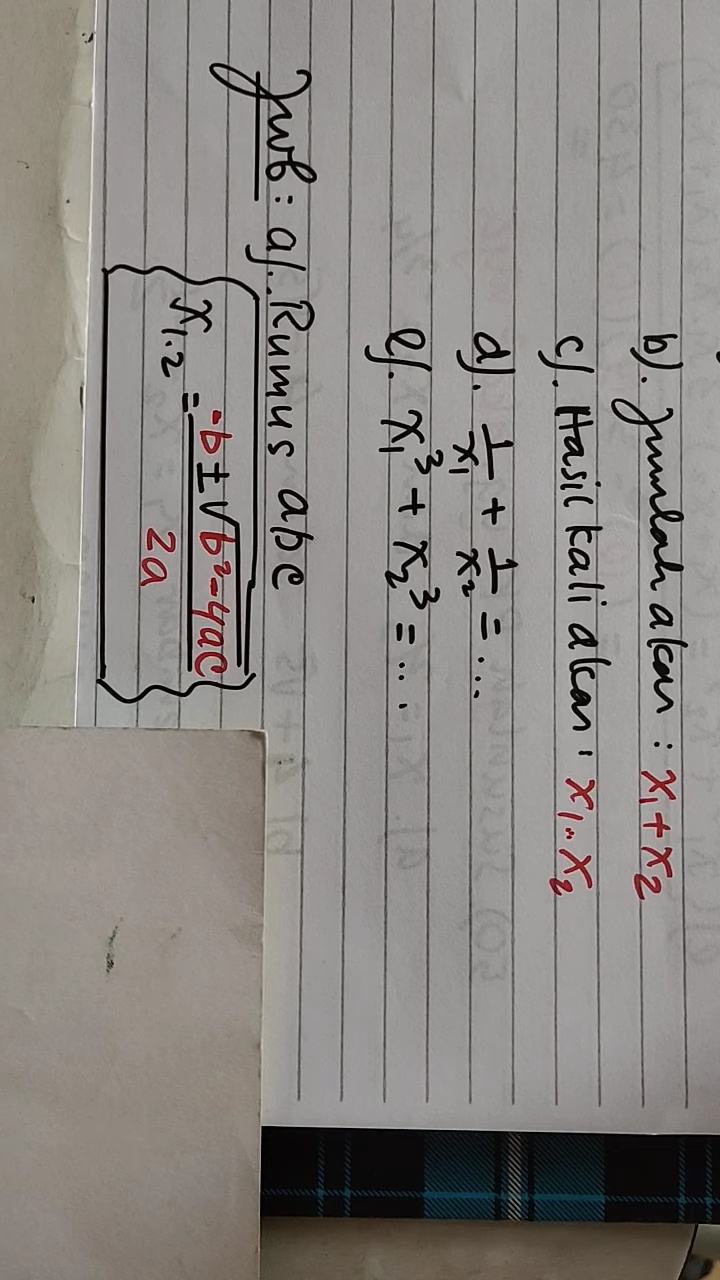 b). Jumlah akar : x₁ + x₂
c). Hasil kali akar : x₁ . x₂
d). 1/x₁ + 1/x₂ = ...
e). x₁³ + x₂³ = ...
Jwb : a). Rumus abc
x₁.₂ = -b ± √b²-4ac / 2a